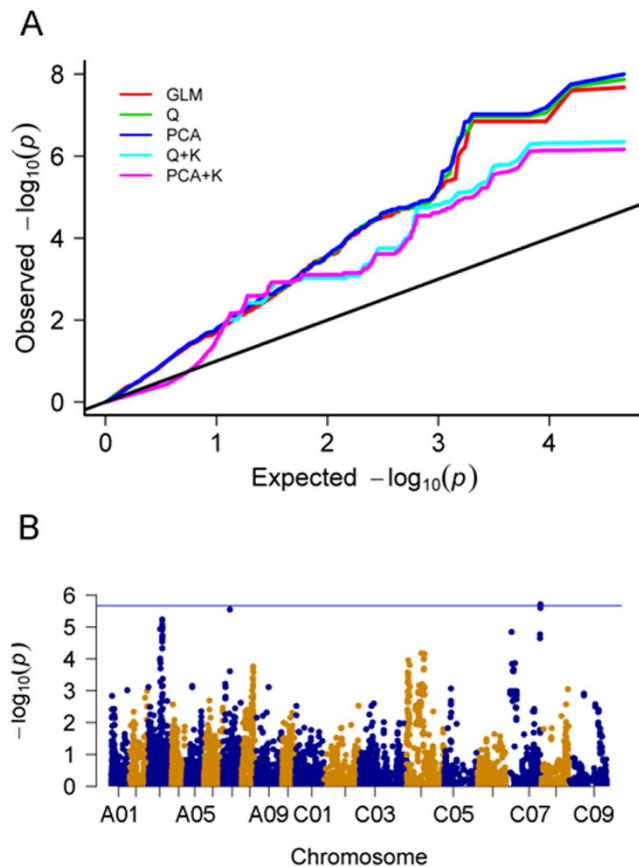 A
8
6
4
2
0
Observed −log10(p)
GLM
Q
PCA
Q+K
PCA+K
0 1 2 3 4
Expected −log10(p)
B
6
5
4
3
2
1
0
−log10(p)
A01 A05 A09 C01 C03 C05 C07 C09
Chromosome